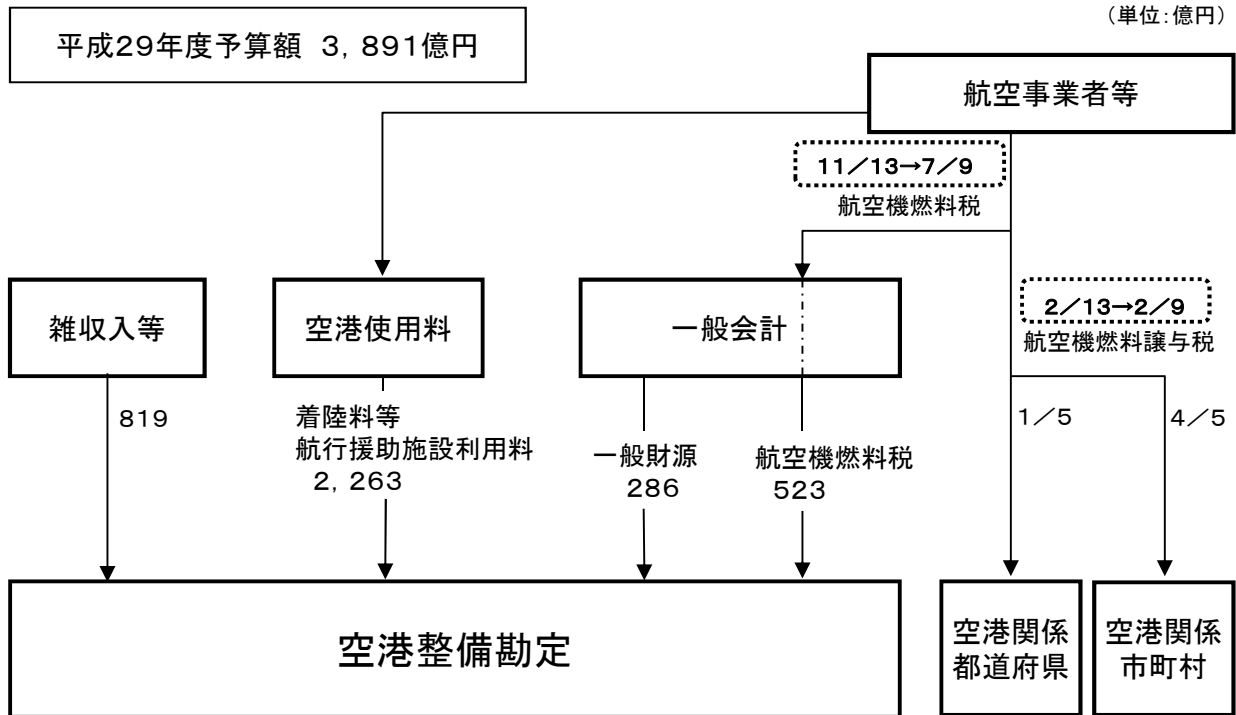 (単位:億円)
平成29年度予算額 3,891億円
航空事業者等
11/13→7/9
航空機燃料税
雑収入等
空港使用料
一般会計
2/13→2/9
航空機燃料譲与税
819
着陸料等
航行援助施設利用料
2,263
一般財源
286
航空機燃料税
523
1/5
4/5
空港整備勘定
空港関係
都道府県
空港関係
市町村